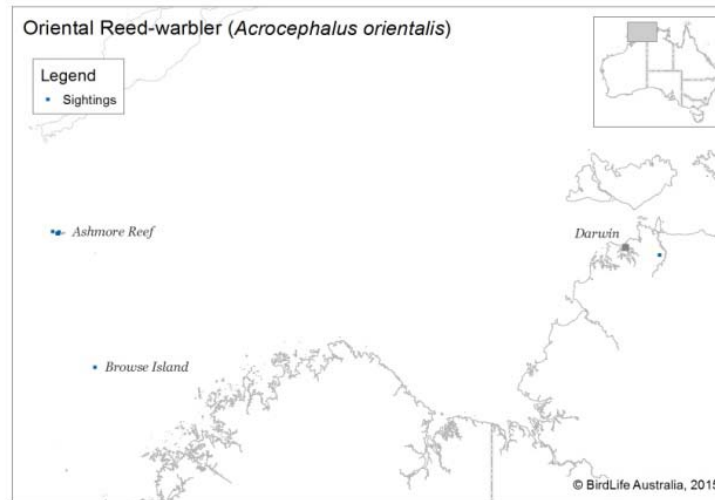 Oriental Reed-warbler (Acrocephalus orientalis)
Legend
Sightings
Ashmore Reef
Darwin
Browse Island
© BirdLife Australia, 2015